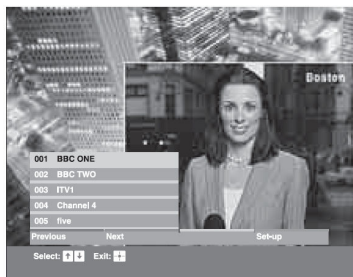 Boston
001 BBC ONE
002 BBC TWO
003 ITV1
004 Channel 4
005 five
Previous Next Set-up
Select: ↑ ↓ Exit: